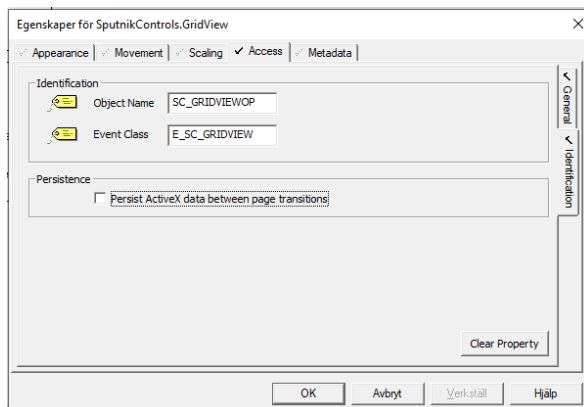 Egenskaper för SputnikControls.GridView
Appearance Movement Scaling Access Metadata
Identification
Object Name SC_GRIDVIEWOP
Event Class E_SC_GRIDVIEW
Persistence
Persist ActiveX data between page transitions
General
Identification
Clear Property
OK Avbryt Verkställ Hjälp